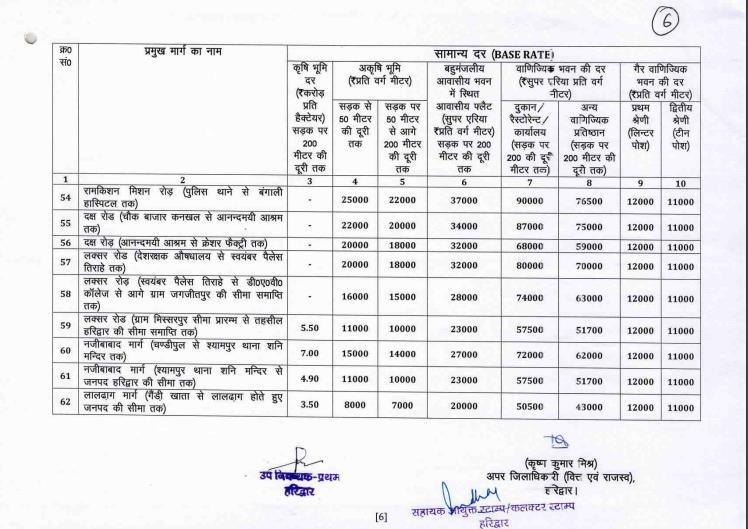 6
क्र० सं० | प्रमुख मार्ग का नाम | सामान्य दर (BASE RATE)
कृषि भूमि दर (₹करोड़ प्रति हैक्टेयर) सड़क पर 200 मीटर की दूरी तक | अकृषि भूमि (₹प्रति वर्ग मीटर) | बहुमंजलीय आवासीय भवन में स्थित आवासीय फ्लैट (सुपर एरिया ₹प्रति वर्ग मीटर) सड़क पर 200 मीटर की दूरी तक | वाणिज्यिक भवन की दर (₹सुपर एरिया प्रति वर्ग मीटर) | गैर वाणिज्यिक भवन की दर (₹प्रति वर्ग मीटर)
सड़क से 50 मीटर की दूरी तक | सड़क पर 50 मीटर से आगे 200 मीटर की दूरी तक | दुकान/रैस्टोरेन्ट/कार्यालय (सड़क पर 200 की दूरी मीटर तक) | अन्य वाणिज्यिक प्रतिष्ठान (सड़क पर 200 मीटर की दूरी तक) | प्रथम श्रेणी (लिन्टर पोश) | द्वितीय श्रेणी (टीन पोश)
1 | 2 | 3 | 4 | 5 | 6 | 7 | 8 | 9 | 10
54 | रामकिशन मिशन रोड़ (पुलिस थाने से बंगाली हास्पिटल तक) | - | 25000 | 22000 | 37000 | 90000 | 76500 | 12000 | 11000
55 | दक्ष रोड (चौक बाजार कनखल से आनन्दमयी आश्रम तक) | - | 22000 | 20000 | 34000 | 87000 | 75000 | 12000 | 11000
56 | दक्ष रोड़ (आनन्दमयी आश्रम से क्रेशर फैक्ट्री तक) | - | 20000 | 18000 | 32000 | 68000 | 59000 | 12000 | 11000
57 | लक्सर रोड (देशरक्षक औषधालय से स्वयंबर पैलेस तिराहे तक) | - | 20000 | 18000 | 32000 | 80000 | 70000 | 12000 | 11000
58 | लक्सर रोड़ (स्वयंबर पैलेस तिराहे से डी०ए०वी० कॉलेज से आगे ग्राम जगजीतपुर की सीमा समाप्ति तक) | - | 16000 | 15000 | 28000 | 74000 | 63000 | 12000 | 11000
59 | लक्सर रोड (ग्राम मिस्सरपुर सीमा प्रारम्भ से तहसील हरिद्वार की सीमा समाप्ति तक) | 5.50 | 11000 | 10000 | 23000 | 57500 | 51700 | 12000 | 11000
60 | नजीबाबाद मार्ग (चण्डीपुल से श्यामपुर थाना शनि मन्दिर तक) | 7.00 | 15000 | 14000 | 27000 | 72000 | 62000 | 12000 | 11000
61 | नजीबाबाद मार्ग (श्यामपुर थाना शनि मन्दिर से जनपद हरिद्वार की सीमा तक) | 4.90 | 11000 | 10000 | 23000 | 57500 | 51700 | 12000 | 11000
62 | लालढाग मार्ग (गैंडी खाता से लालढाग होते हुए जनपद की सीमा तक) | 3.50 | 8000 | 7000 | 20000 | 50500 | 43000 | 12000 | 11000
उप निबन्धक-प्रथम
हरिद्वार
(कृष्ण कुमार मिश्र)
अपर जिलाधिकारी (वित्त एवं राजस्व),
हरिद्वार।
सहायक आयुक्त स्टाम्प/कलक्टर स्टाम्प
हरिद्वार
[6]